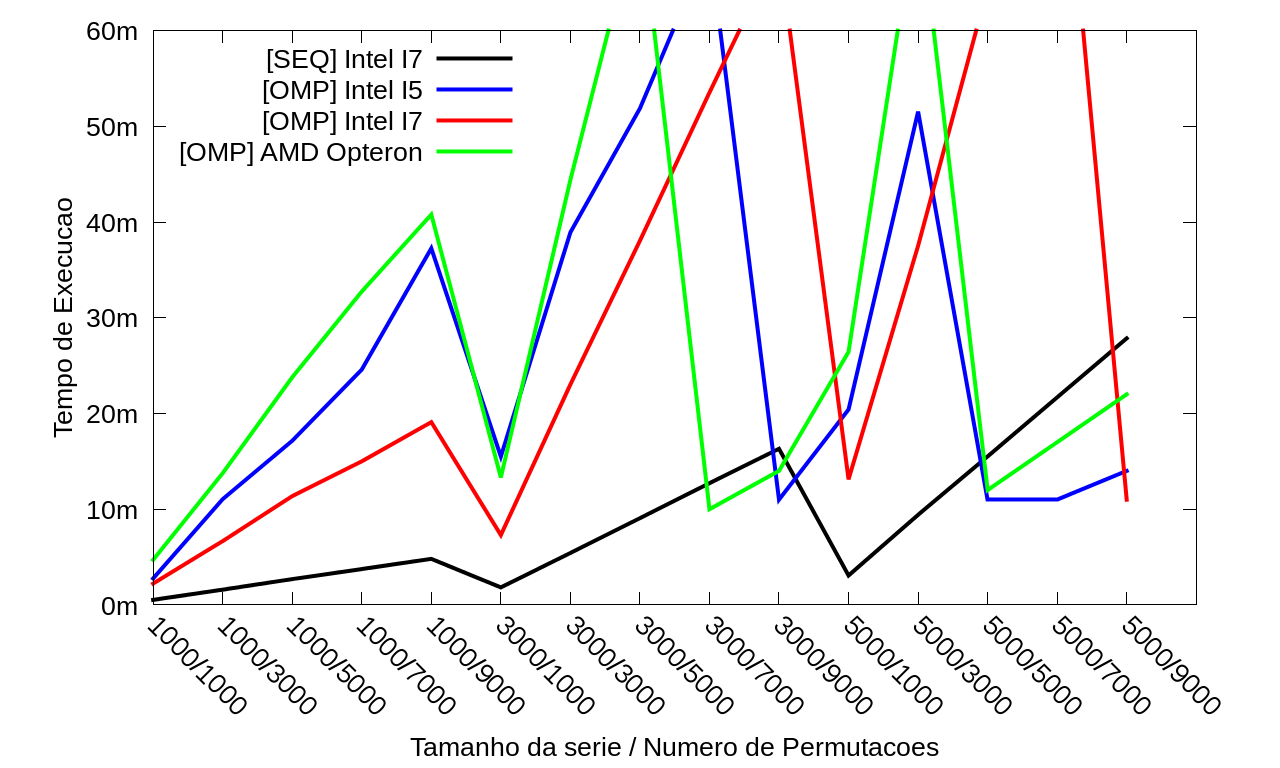 60m
50m
40m
30m
20m
10m
0m
Tempo de Execucao
[SEQ] Intel I7
[OMP] Intel I5
[OMP] Intel I7
[OMP] AMD Opteron
1000/1000
1000/3000
1000/5000
1000/7000
1000/9000
3000/1000
3000/3000
3000/5000
3000/7000
3000/9000
5000/1000
5000/3000
5000/5000
5000/7000
5000/9000
Tamanho da serie / Numero de Permutacoes